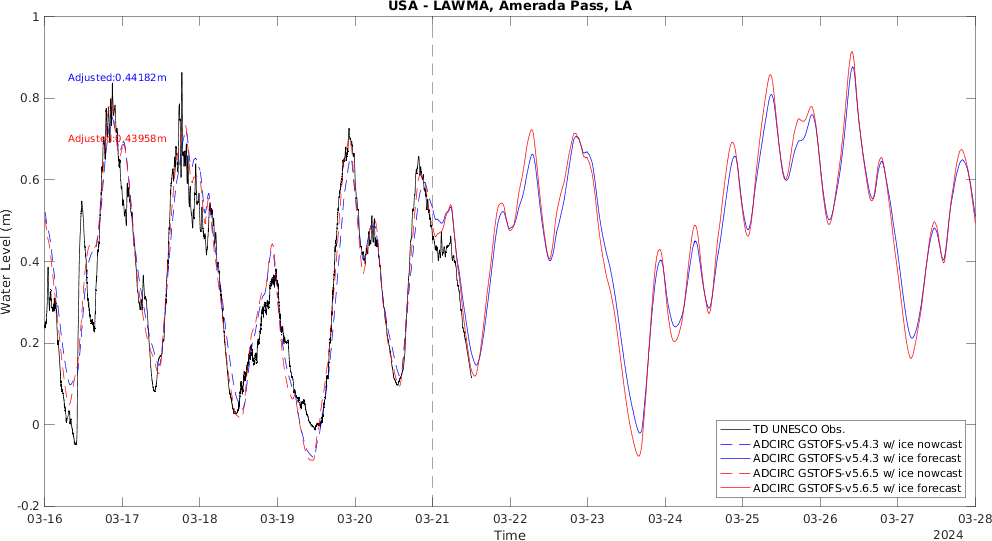 USA - LAWMA, Amerada Pass, LA
Adjusted:0.44182m
Adjusted:0.43958m
Water Level (m)
1
0.8
0.6
0.4
0.2
0
-0.2
TD UNESCO Obs.
ADCIRC GSTOFS-v5.4.3 w/ ice nowcast
ADCIRC GSTOFS-v5.4.3 w/ ice forecast
ADCIRC GSTOFS-v5.6.5 w/ ice nowcast
ADCIRC GSTOFS-v5.6.5 w/ ice forecast
03-16 03-17 03-18 03-19 03-20 03-21 03-22 03-23 03-24 03-25 03-26 03-27 03-28
Time
2024